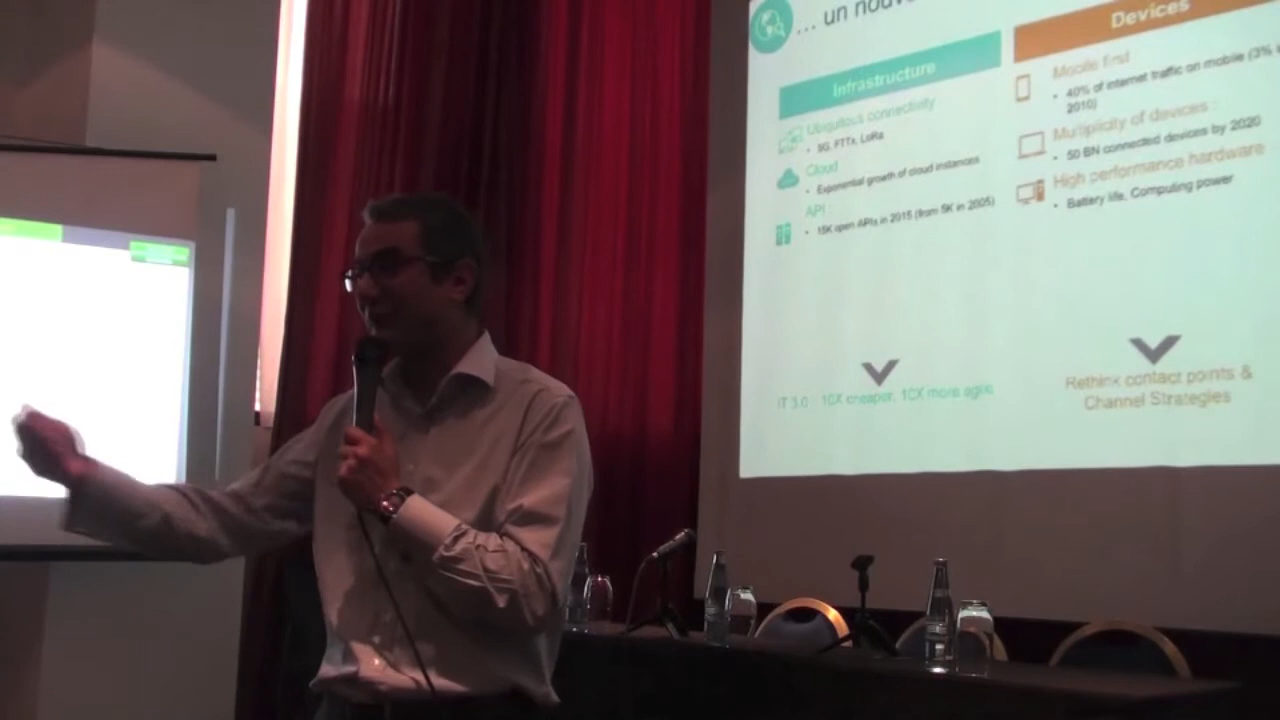 ... un nouve
Infrastructure
Ubiquitous connectivity
• 5G, FTTx, LoRa
Cloud
• Exponential growth of cloud instances
API :
• 15K open APIs in 2015 (from 5K in 2005)
IT 3.0 : 10X cheaper, 10X more agile
Devices
Mobile first
• 40% of internet traffic on mobile (3% i
2010)
Multiplicity of devices :
• 50 BN connected devices by 2020
High performance hardware
• Battery life, Computing power
Rethink contact points &
Channel Strategies